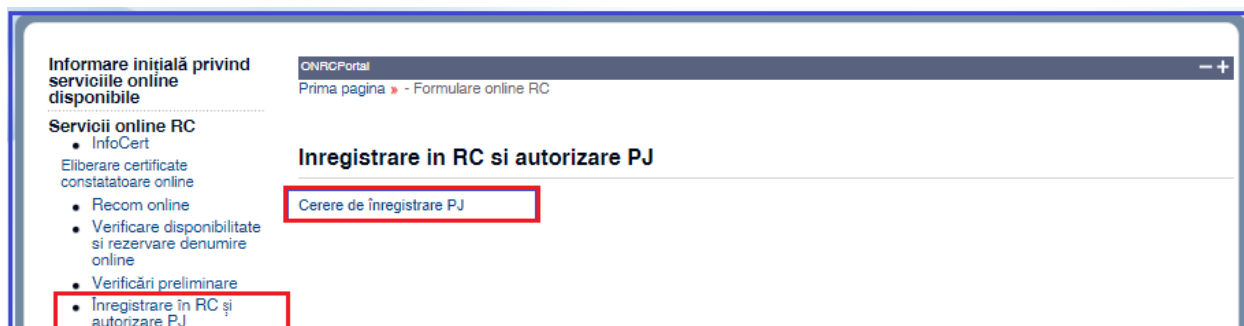 Informare inițială privind
serviciile online
disponibile
Servicii online RC
InfoCert
Eliberare certificate
constatatoare online
Recom online
Verificare disponibilitate
si rezervare denumire
online
Verificări preliminare
Înregistrare în RC și
autorizare PJ
ONRCPortal
Prima pagina » - Formulare online RC
Inregistrare in RC si autorizare PJ
Cerere de înregistrare PJ